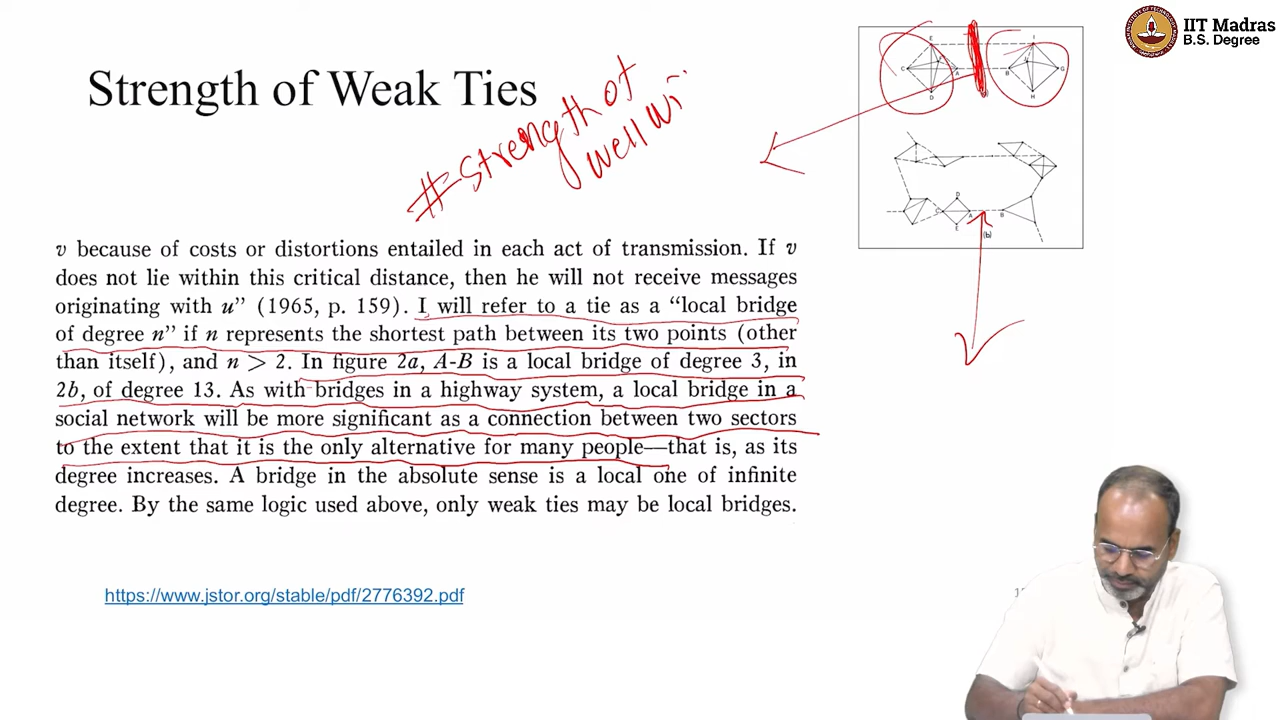 IIT Madras
B.S. Degree
Strength of Weak Ties
#strength of
well wi
v because of costs or distortions entailed in each act of transmission. If v
does not lie within this critical distance, then he will not receive messages
originating with u” (1965, p. 159). I will refer to a tie as a “local bridge
of degree n” if n represents the shortest path between its two points (other
than itself), and n > 2. In figure 2a, A-B is a local bridge of degree 3, in
2b, of degree 13. As with bridges in a highway system, a local bridge in a
social network will be more significant as a connection between two sectors
to the extent that it is the only alternative for many people—that is, as its
degree increases. A bridge in the absolute sense is a local one of infinite
degree. By the same logic used above, only weak ties may be local bridges.
https://www.jstor.org/stable/pdf/2776392.pdf
E I
C A B G
D H
D
C A B
E
(b)